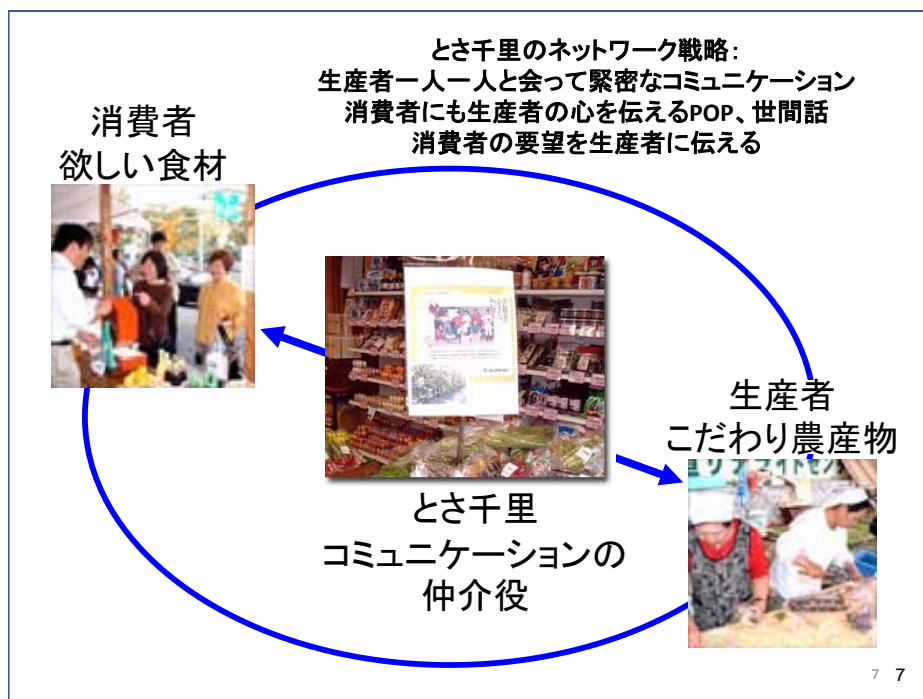 とさ千里のネットワーク戦略：
生産者一人一人と会って緊密なコミュニケーション
消費者にも生産者の心を伝えるPOP、世間話
消費者の要望を生産者に伝える
消費者
欲しい食材
生産者
こだわり農産物
とさ千里
コミュニケーションの
仲介役
7 7